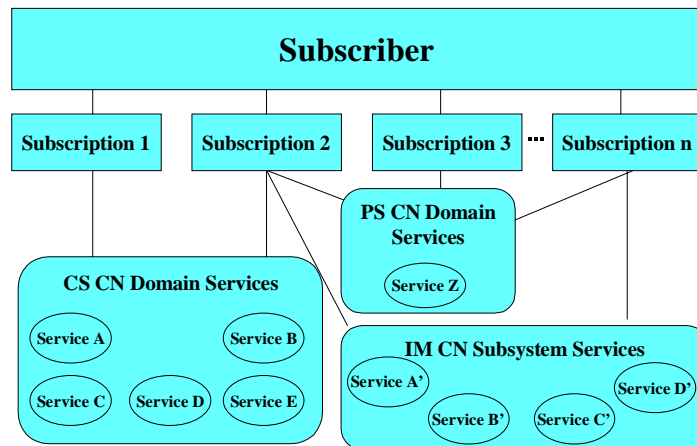 Subscriber
Subscription 1
Subscription 2
Subscription 3
...
Subscription n
PS CN Domain
Services
Service Z
CS CN Domain Services
Service A
Service B
Service C
Service D
Service E
IM CN Subsystem Services
Service A’
Service B’
Service C’
Service D’